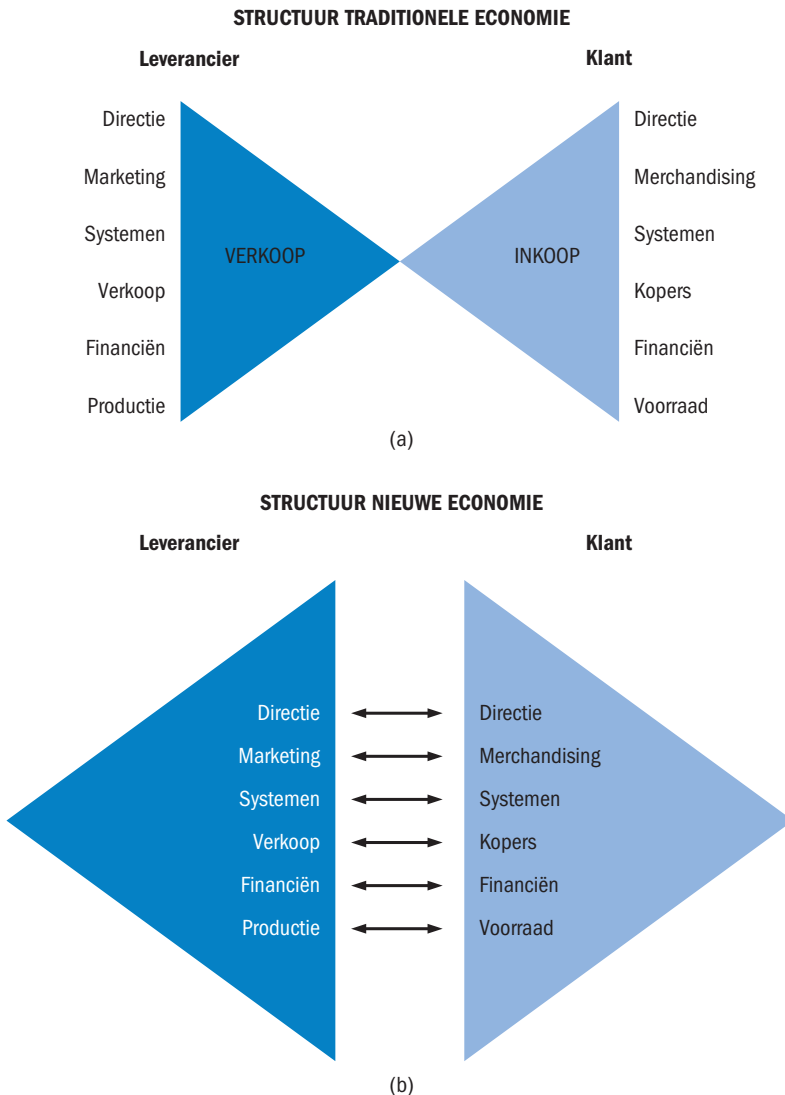 STRUCTUUR TRADITIONELE ECONOMIE
Leverancier Klant
Directie Directie
Marketing Merchandising
Systemen Systemen
VERKOOP INKOOP
Verkoop Kopers
Financiën Financiën
Productie Voorraad
(a)
STRUCTUUR NIEUWE ECONOMIE
Leverancier Klant
Directie Directie
Marketing Merchandising
Systemen Systemen
Verkoop Kopers
Financiën Financiën
Productie Voorraad
(b)